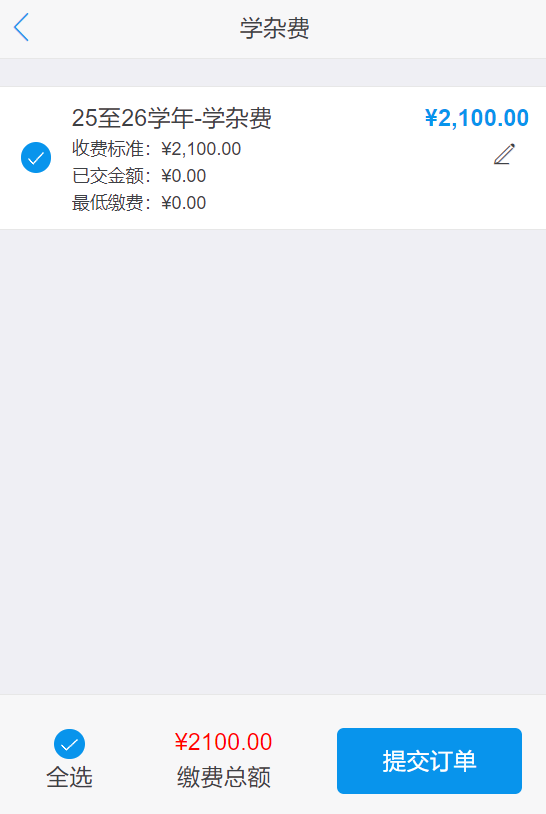 学杂费
25至26学年-学杂费
¥2,100.00
收费标准：¥2,100.00
已交金额：¥0.00
最低缴费：¥0.00
¥2100.00
全选
缴费总额
提交订单